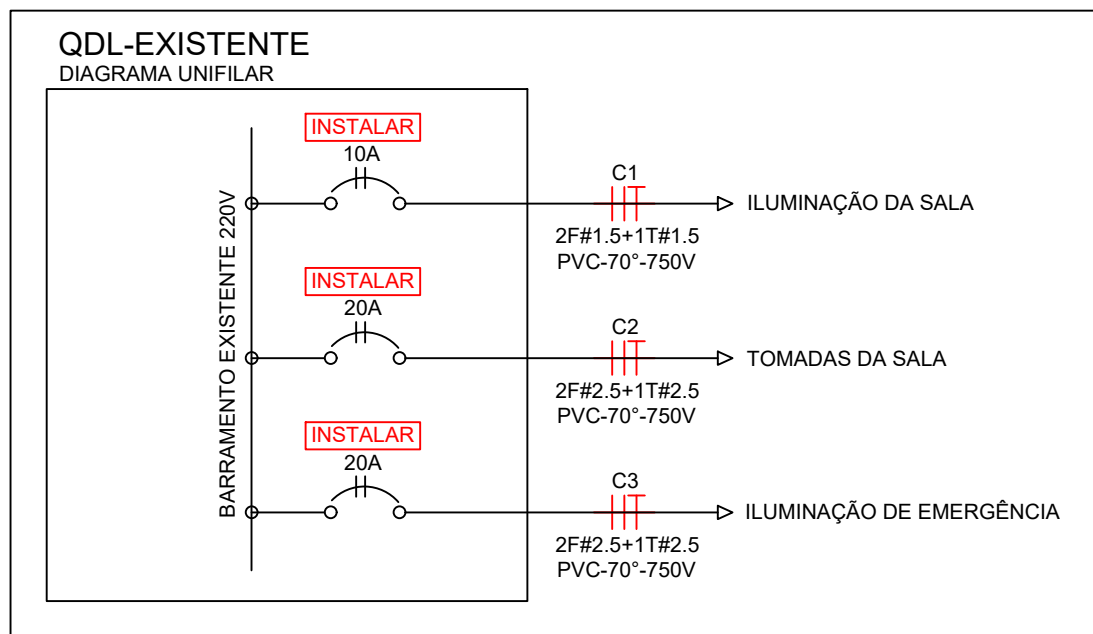 QDL-EXISTENTE
DIAGRAMA UNIFILAR
BARRAMENTO EXISTENTE 220V
INSTALAR
10A
C1
2F#1.5+1T#1.5
PVC-70°-750V
ILUMINAÇÃO DA SALA
INSTALAR
20A
C2
2F#2.5+1T#2.5
PVC-70°-750V
TOMADAS DA SALA
INSTALAR
20A
C3
2F#2.5+1T#2.5
PVC-70°-750V
ILUMINAÇÃO DE EMERGÊNCIA